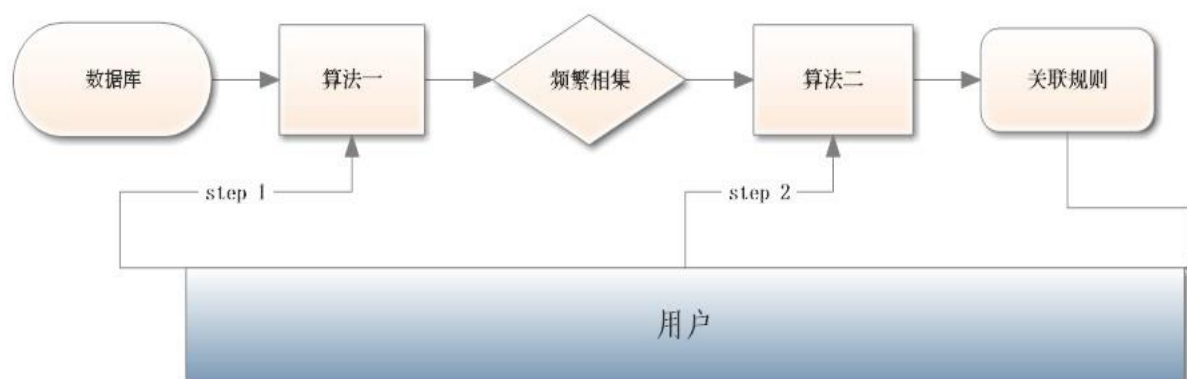 数据库
算法一
频繁相集
算法二
关联规则
step 1
step 2
用户